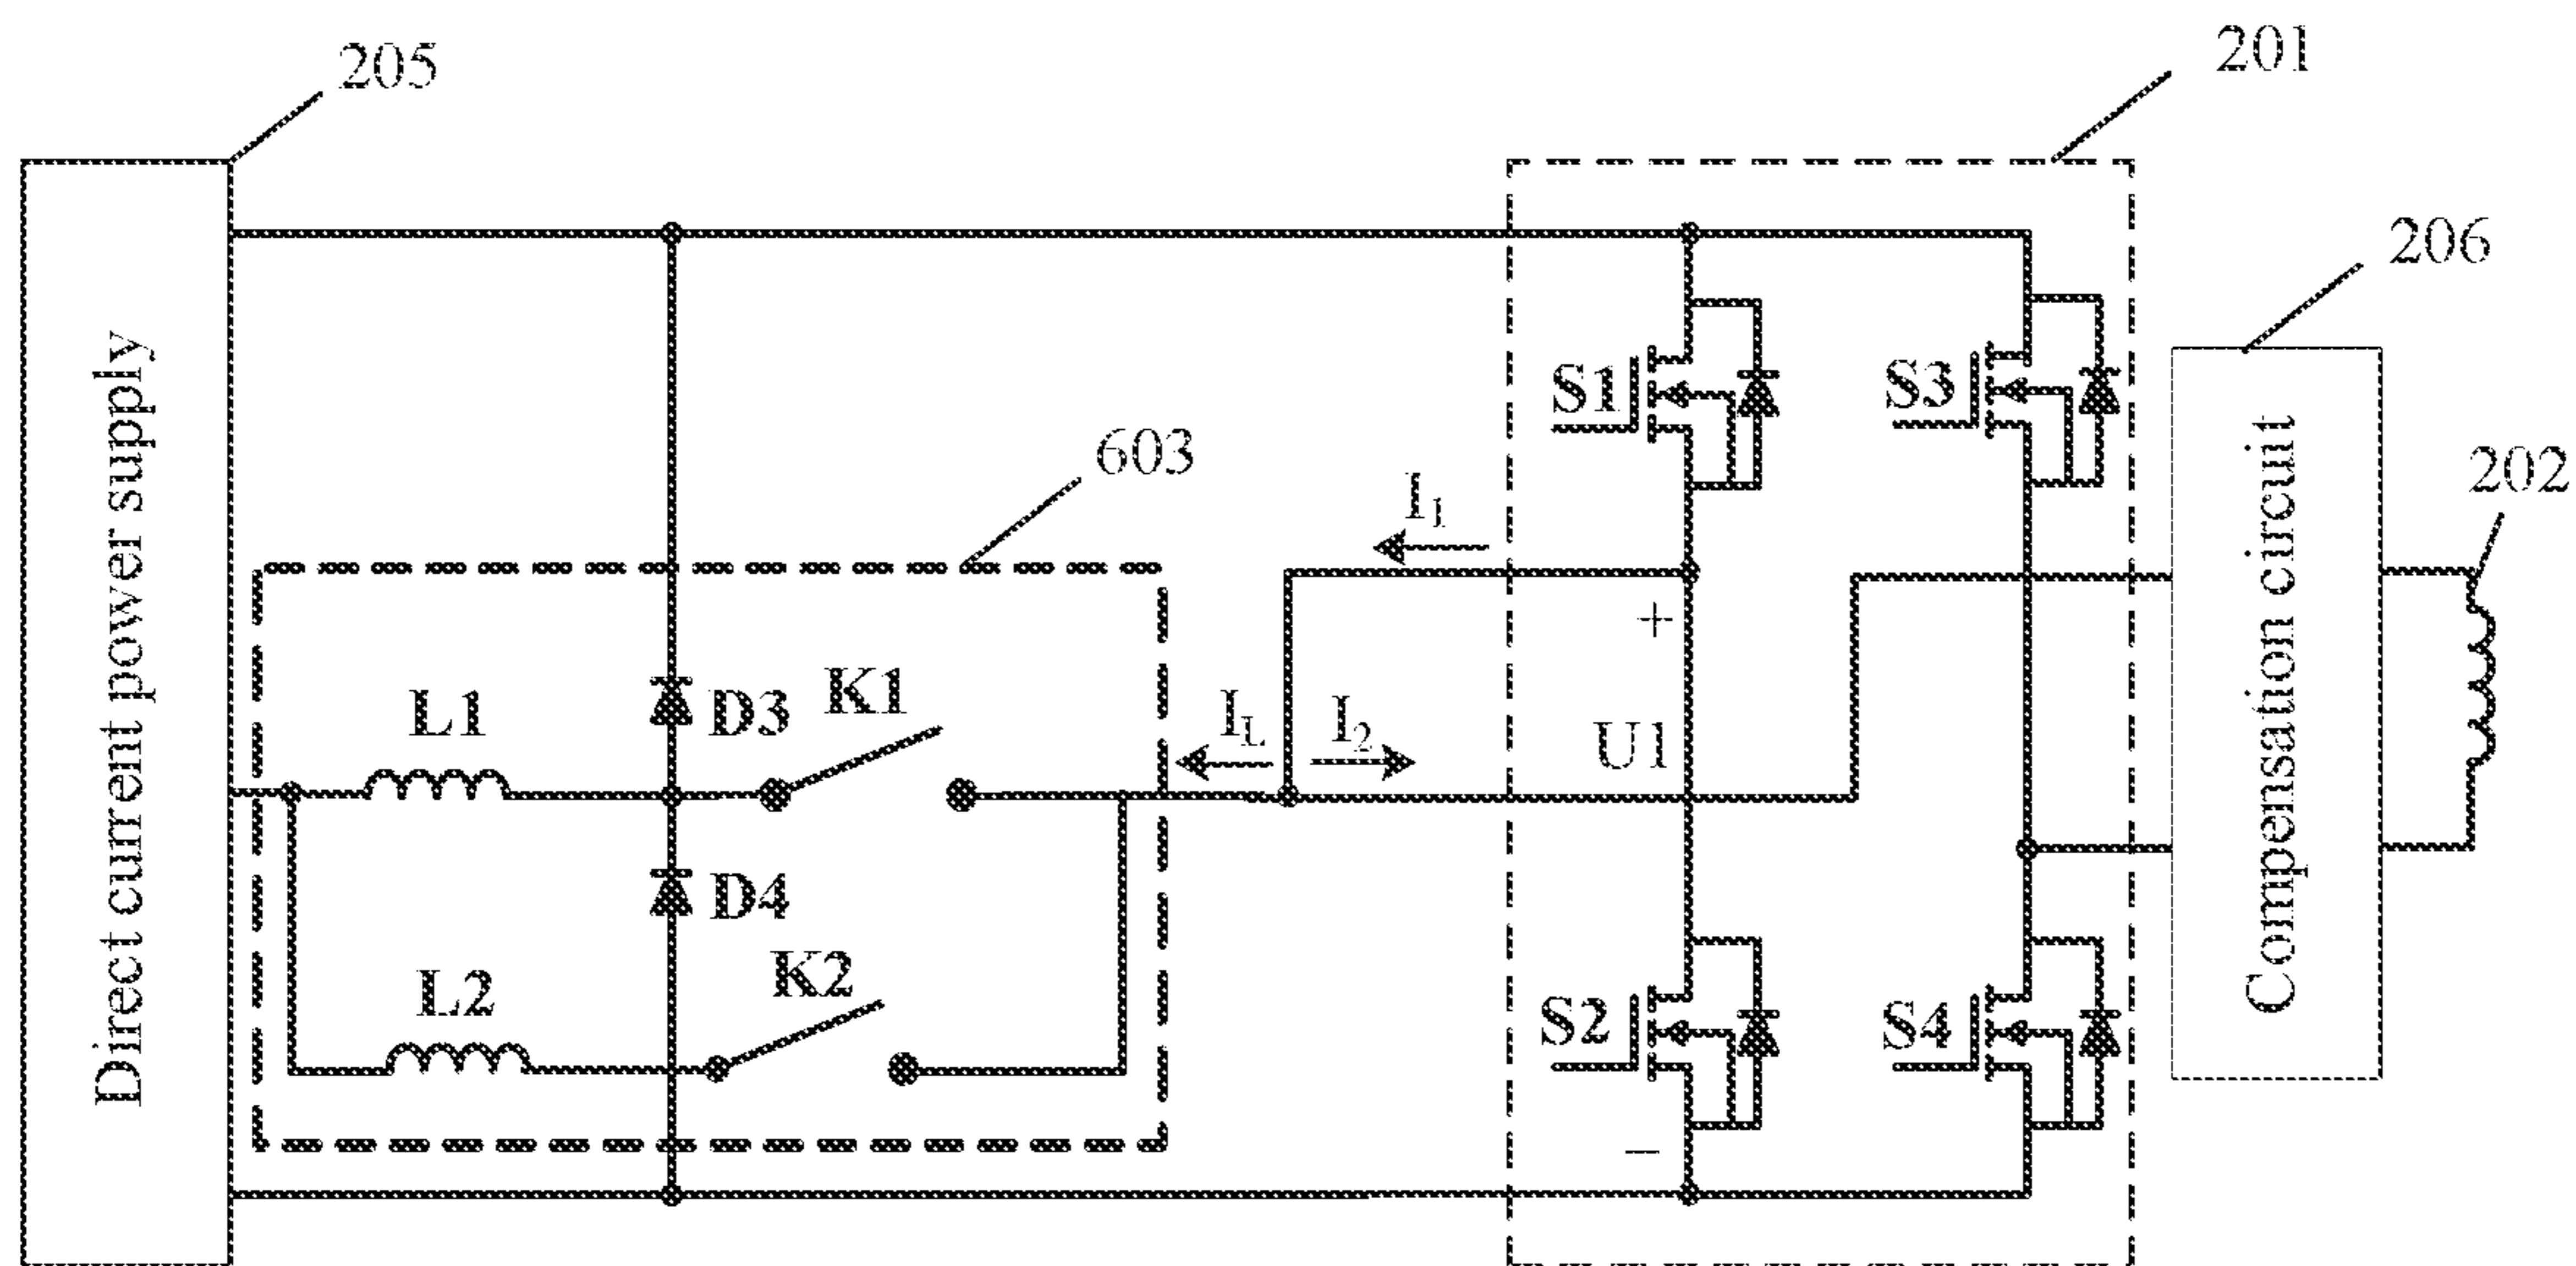 205
201
206
202
603
Direct current power supply
Compensation circuit
S1
S3
I1
D3
K1
L1
IL
I2
+
U1
D4
K2
L2
S2
S4
−